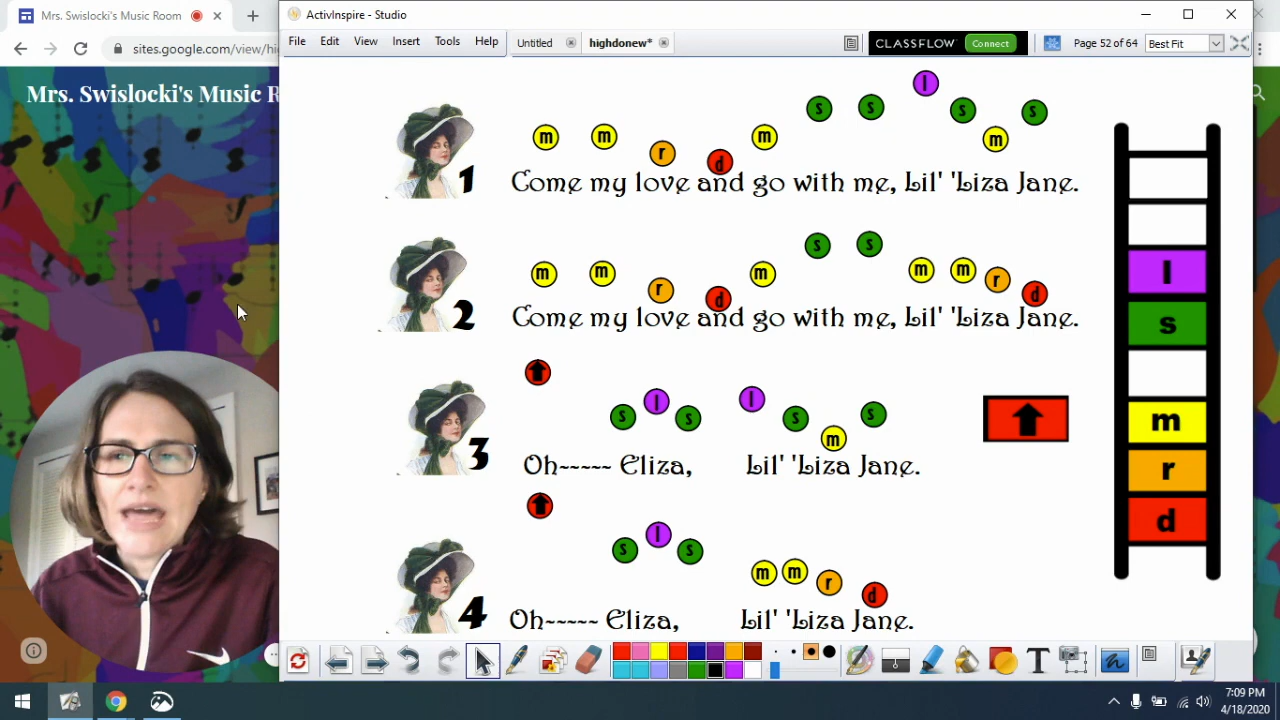 Mrs. Swislocki's Music Room
ActivInspire - Studio
sites.google.com/view/hi
File Edit View Insert Tools Help
Untitled
highdonew*
CLASSFLOW Connect
Page 52 of 64
Best Fit
Mrs. Swislocki's Music R
l
s s s s
m m r d m m
1 Come my love and go with me, Lil' 'Liza Jane.
s s
m m r d m m m r d
2 Come my love and go with me, Lil' 'Liza Jane.
s l s l s m s
3 Oh~~~~~ Eliza, Lil' 'Liza Jane.
s l s
m m r d
4 Oh~~~~~ Eliza, Lil' 'Liza Jane.
l
s
m
r
d
7:09 PM
4/18/2020